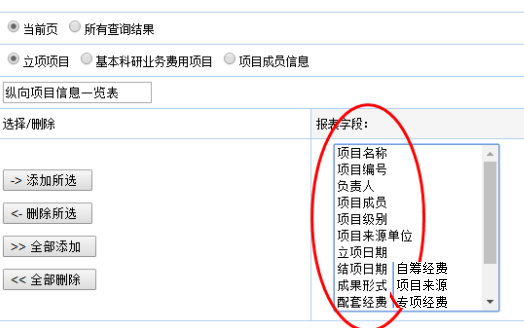 当前页 所有查询结果
立项项目 基本科研业务费用项目 项目成员信息
纵向项目信息一览表
选择/删除 报表字段：
-> 添加所选
<- 删除所选
>> 全部添加
<< 全部删除
项目名称
项目编号
负责人
项目成员
项目级别
项目来源单位
立项日期
结项日期 自筹经费
成果形式 项目来源
配套经费 专项经费